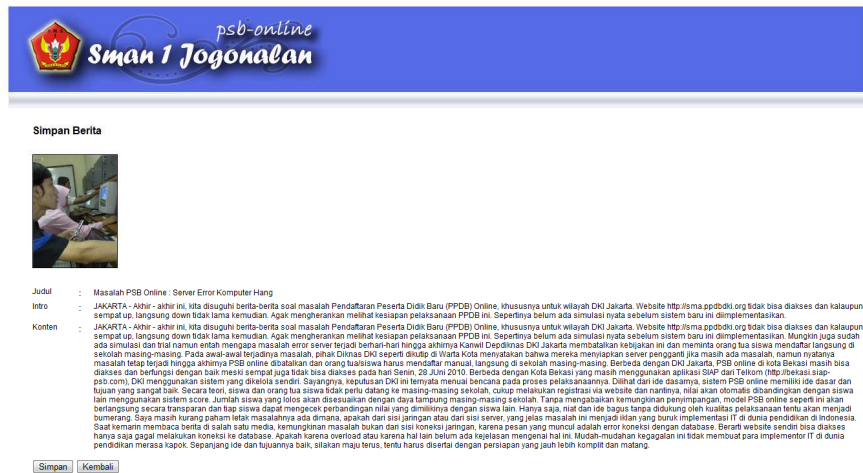 psb-online
Sman 1 Jogonalan
Simpan Berita
Judul : Masalah PSB Online : Server Error Komputer Hang
Intro : JAKARTA - Akhir - akhir ini, kita disuguhi berita-berita soal masalah Pendaftaran Peserta Didik Baru (PPDB) Online, khususnya untuk wilayah DKI Jakarta. Website http://sma.ppdbdki.org tidak bisa diakses dan kalaupun
sempat up, langsung down tidak lama kemudian. Agak mengherankan melihat kesiapan pelaksanaan PPDB ini. Sepertinya belum ada simulasi nyata sebelum sistem baru ini diimplementasikan.
Konten : JAKARTA - Akhir - akhir ini, kita disuguhi berita-berita soal masalah Pendaftaran Peserta Didik Baru (PPDB) Online, khususnya untuk wilayah DKI Jakarta. Website http://sma.ppdbdki.org tidak bisa diakses dan kalaupun
sempat up, langsung down tidak lama kemudian. Agak mengherankan melihat kesiapan pelaksanaan PPDB ini. Sepertinya belum ada simulasi nyata sebelum sistem baru ini diimplementasikan. Mungkin juga sudah
ada simulasi dan trial namun entah mengapa masalah error server terjadi berhari-hari hingga akhirnya Kanwil Depdiknas DKI Jakarta membatalkan kebijakan ini dan meminta orang tua siswa mendaftar langsung di
sekolah masing-masing. Pada awal-awal terjadinya masalah, pihak Diknas DKI seperti dikutip di Warta Kota menyatakan bahwa mereka menyiapkan server pengganti jika masih ada masalah, namun nyatanya
masalah tetap terjadi hingga akhirnya PSB online dibatalkan dan orang tua/siswa harus mendaftar manual, langsung di sekolah masing-masing. Berbeda dengan DKI Jakarta, PSB online di kota Bekasi masih bisa
diakses dan berfungsi dengan baik meski sempat juga tidak bisa diakses pada hari Senin, 28 JUni 2010. Berbeda dengan Kota Bekasi yang masih menggunakan aplikasi SIAP dari Telkom (http://bekasi.siap-
psb.com), DKI menggunakan sistem yang dikelola sendiri. Sayangnya, keputusan DKI ini ternyata menuai bencana pada proses pelaksanaannya. Dilihat dari ide dasarnya, sistem PSB online memiliki ide dasar dan
tujuan yang sangat baik. Secara teori, siswa dan orang tua siswa tidak perlu datang ke masing-masing sekolah, cukup melakukan registrasi via website dan nantinya, nilai akan otomatis dibandingkan dengan siswa
lain menggunakan sistem score. Jumlah siswa yang lolos akan disesuaikan dengan daya tampung masing-masing sekolah. Tanpa mengabaikan kemungkinan penyimpangan, model PSB online seperti ini akan
berlangsung secara transparan dan tiap siswa dapat mengecek perbandingan nilai yang dimilikinya dengan siswa lain. Hanya saja, niat dan ide bagus tanpa didukung oleh kualitas pelaksanaan tentu akan menjadi
bumerang. Saya masih kurang paham letak masalahnya ada dimana, apakah dari sisi jaringan atau dari sisi server, yang jelas masalah ini menjadi iklan yang buruk implementasi IT di dunia pendidikan di Indonesia.
Saat kemarin membaca berita di salah satu media, kemungkinan masalah bukan dari sisi koneksi jaringan, karena pesan yang muncul adalah error koneksi dengan database. Berarti website sendiri bisa diakses
hanya saja gagal melakukan koneksi ke database. Apakah karena overload atau karena hal lain belum ada kejelasan mengenai hal ini. Mudah-mudahan kegagalan ini tidak membuat para implementor IT di dunia
pendidikan merasa kapok. Sepanjang ide dan tujuannya baik, silakan maju terus, tentu harus disertai dengan persiapan yang jauh lebih komplit dan matang.
Simpan Kembali